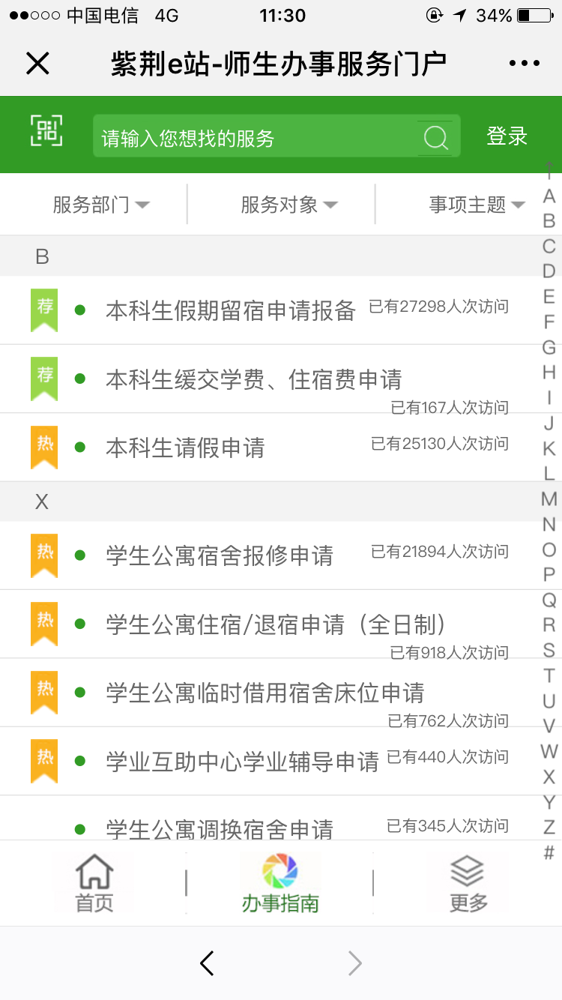 中国电信 4G 11:30 34%
紫荆e站-师生办事服务门户
请输入您想找的服务 登录
服务部门 服务对象 事项主题
B
荐 本科生假期留宿申请报备 已有27298人次访问
荐 本科生缓交学费、住宿费申请
已有167人次访问
热 本科生请假申请 已有25130人次访问
X
热 学生公寓宿舍报修申请 已有21894人次访问
热 学生公寓住宿/退宿申请（全日制）
已有918人次访问
热 学生公寓临时借用宿舍床位申请
已有762人次访问
热 学业互助中心学业辅导申请 已有440人次访问
学生公寓调换宿舍申请 已有345人次访问
↑
A
B
C
D
E
F
G
H
I
J
K
L
M
N
O
P
Q
R
S
T
U
V
W
X
Y
Z
#
首页 办事指南 更多